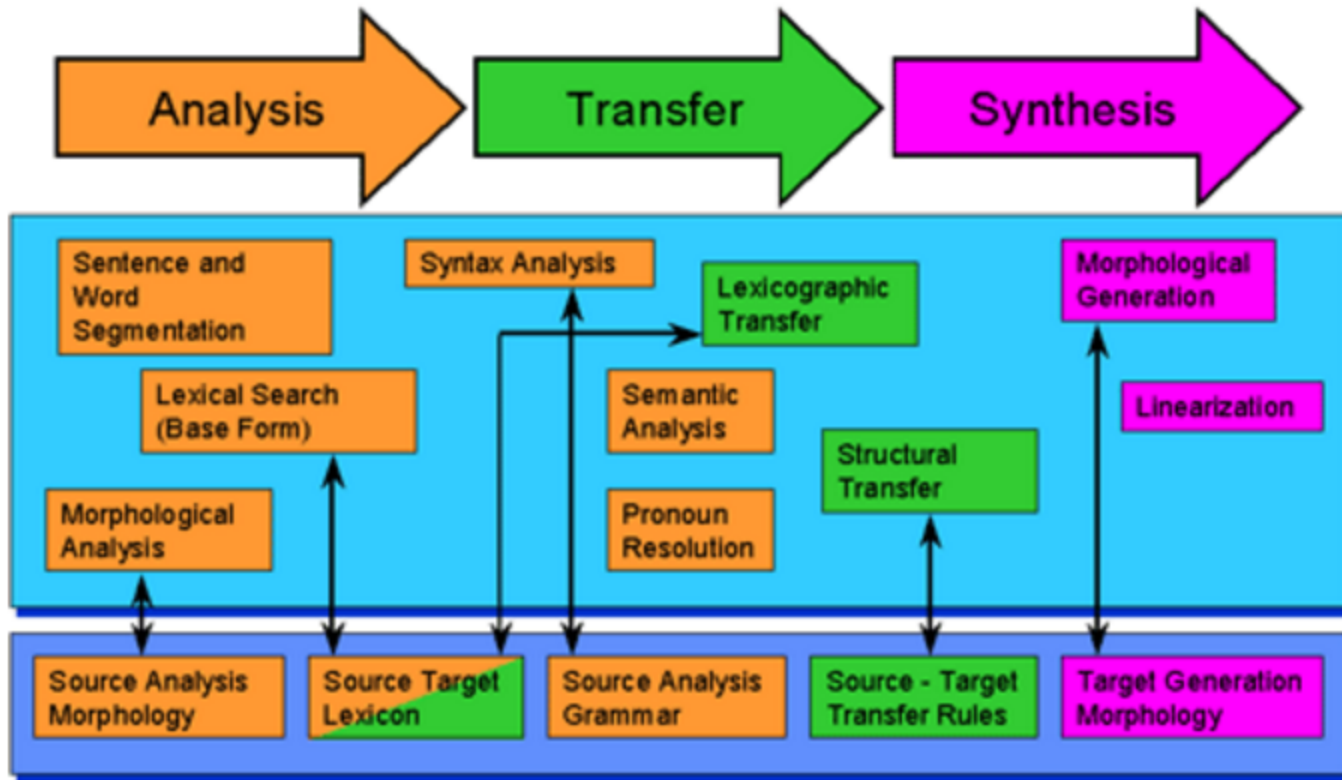 Analysis
Transfer
Synthesis
Sentence and
Word
Segmentation
Syntax Analysis
Lexicographic
Transfer
Morphological
Generation
Lexical Search
(Base Form)
Semantic
Analysis
Linearization
Structural
Transfer
Morphological
Analysis
Pronoun
Resolution
Source Analysis
Morphology
Source Target
Lexicon
Source Analysis
Grammar
Source - Target
Transfer Rules
Target Generation
Morphology